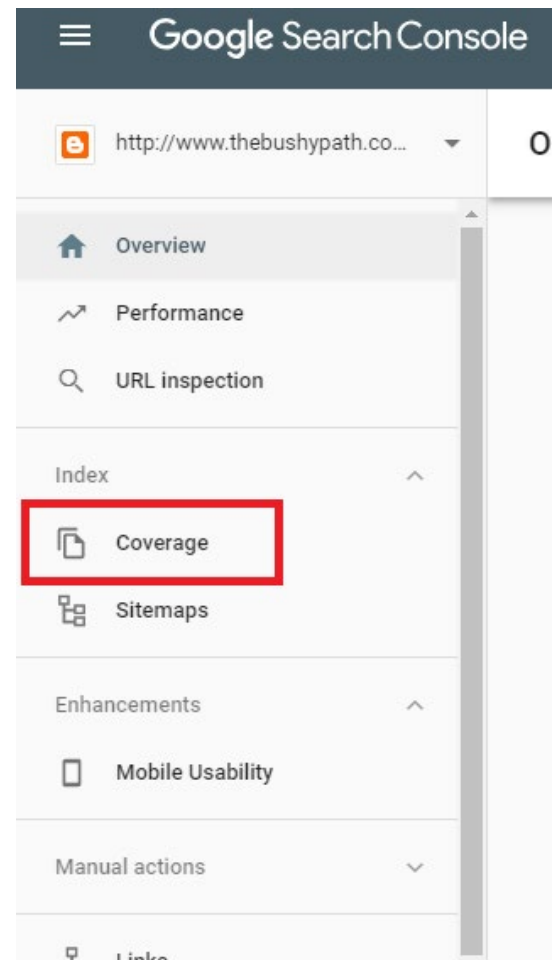 Google Search Console
http://www.thebushypath.co...
O
Overview
Performance
URL inspection
Index
Coverage
Sitemaps
Enhancements
Mobile Usability
Manual actions
Links